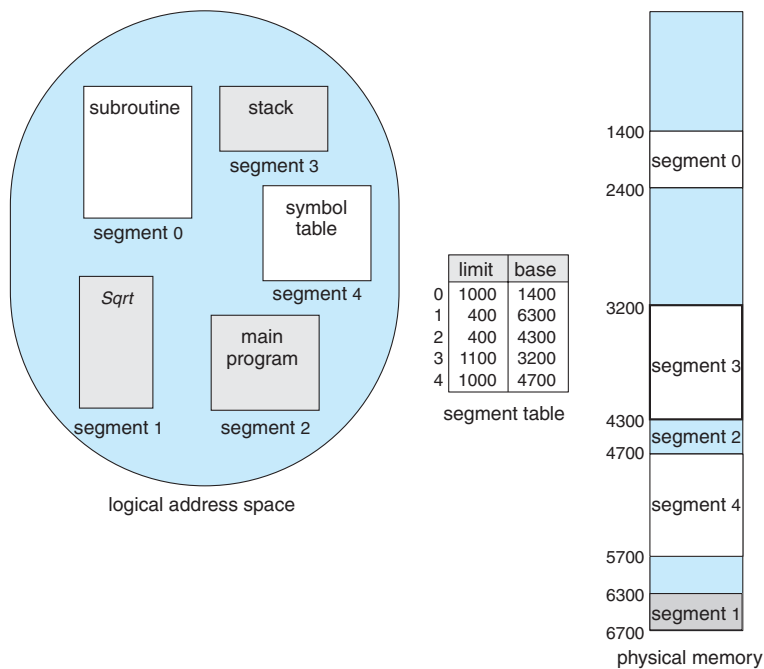 subroutine
stack
segment 3
segment 0
symbol
table
segment 4
Sqrt
main
program
segment 1
segment 2
logical address space
limit base
0 1000 1400
1 400 6300
2 400 4300
3 1100 3200
4 1000 4700
segment table
1400
segment 0
2400
3200
segment 3
4300
segment 2
4700
segment 4
5700
6300
segment 1
6700
physical memory